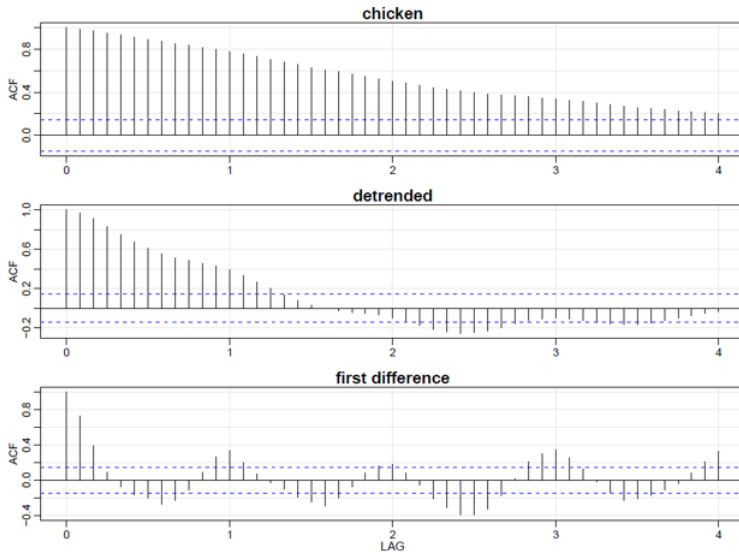 chicken
ACF
0.8
0.4
0.0
0 1 2 3 4
detrended
ACF
1.0
0.6
0.2
-0.2
0 1 2 3 4
first difference
ACF
0.8
0.4
0.0
-0.4
0 1 2 3 4
LAG